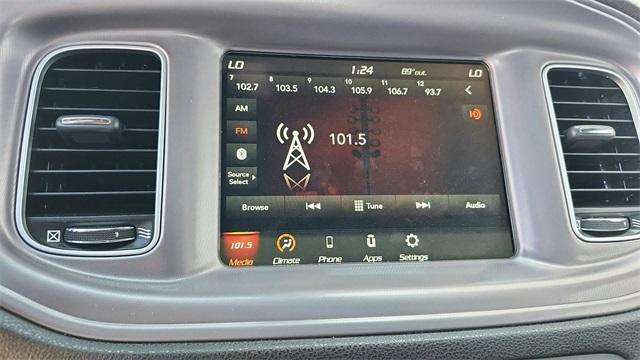 LO 1:24 89° out. LO
7 8 9 10 11 12
102.7 103.5 104.3 105.9 106.7 93.7
AM
FM
101.5
Source
Select
Browse Tune Audio
101.5
Media Climate Phone Apps Settings